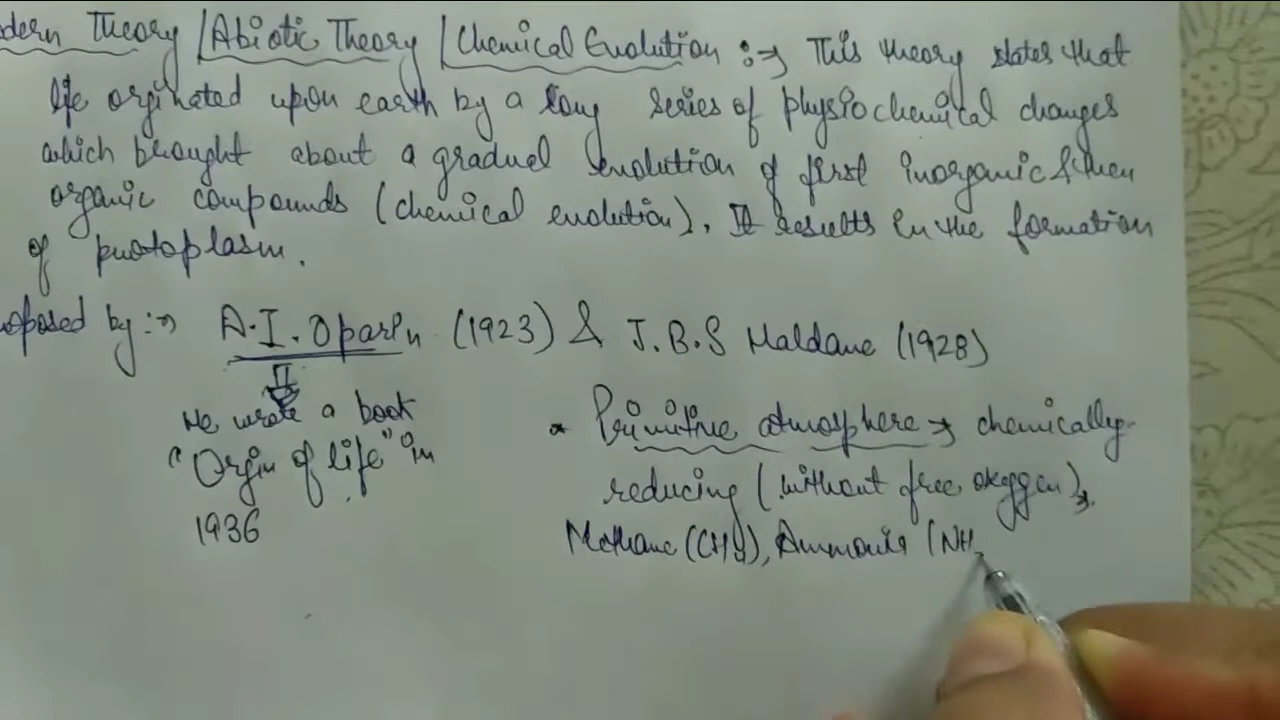 dern Theory / Abiotic Theory / Chemical Evolution :→ This theory states that
life orginated upon earth by a long series of physiochemical changes
which brought about a gradual evolution of first inorganic & then
organic compounds (chemical evolution). It results in the formation
of protoplasm.
oposed by :→ A.I. Oparin (1923) & J.B.S Haldane (1928)
He wrote a book
"Orgin of life" in
1936
* Primitive atmosphere → chemically
reducing (without free oxygen),
Methane (CH4), Ammonia (NH